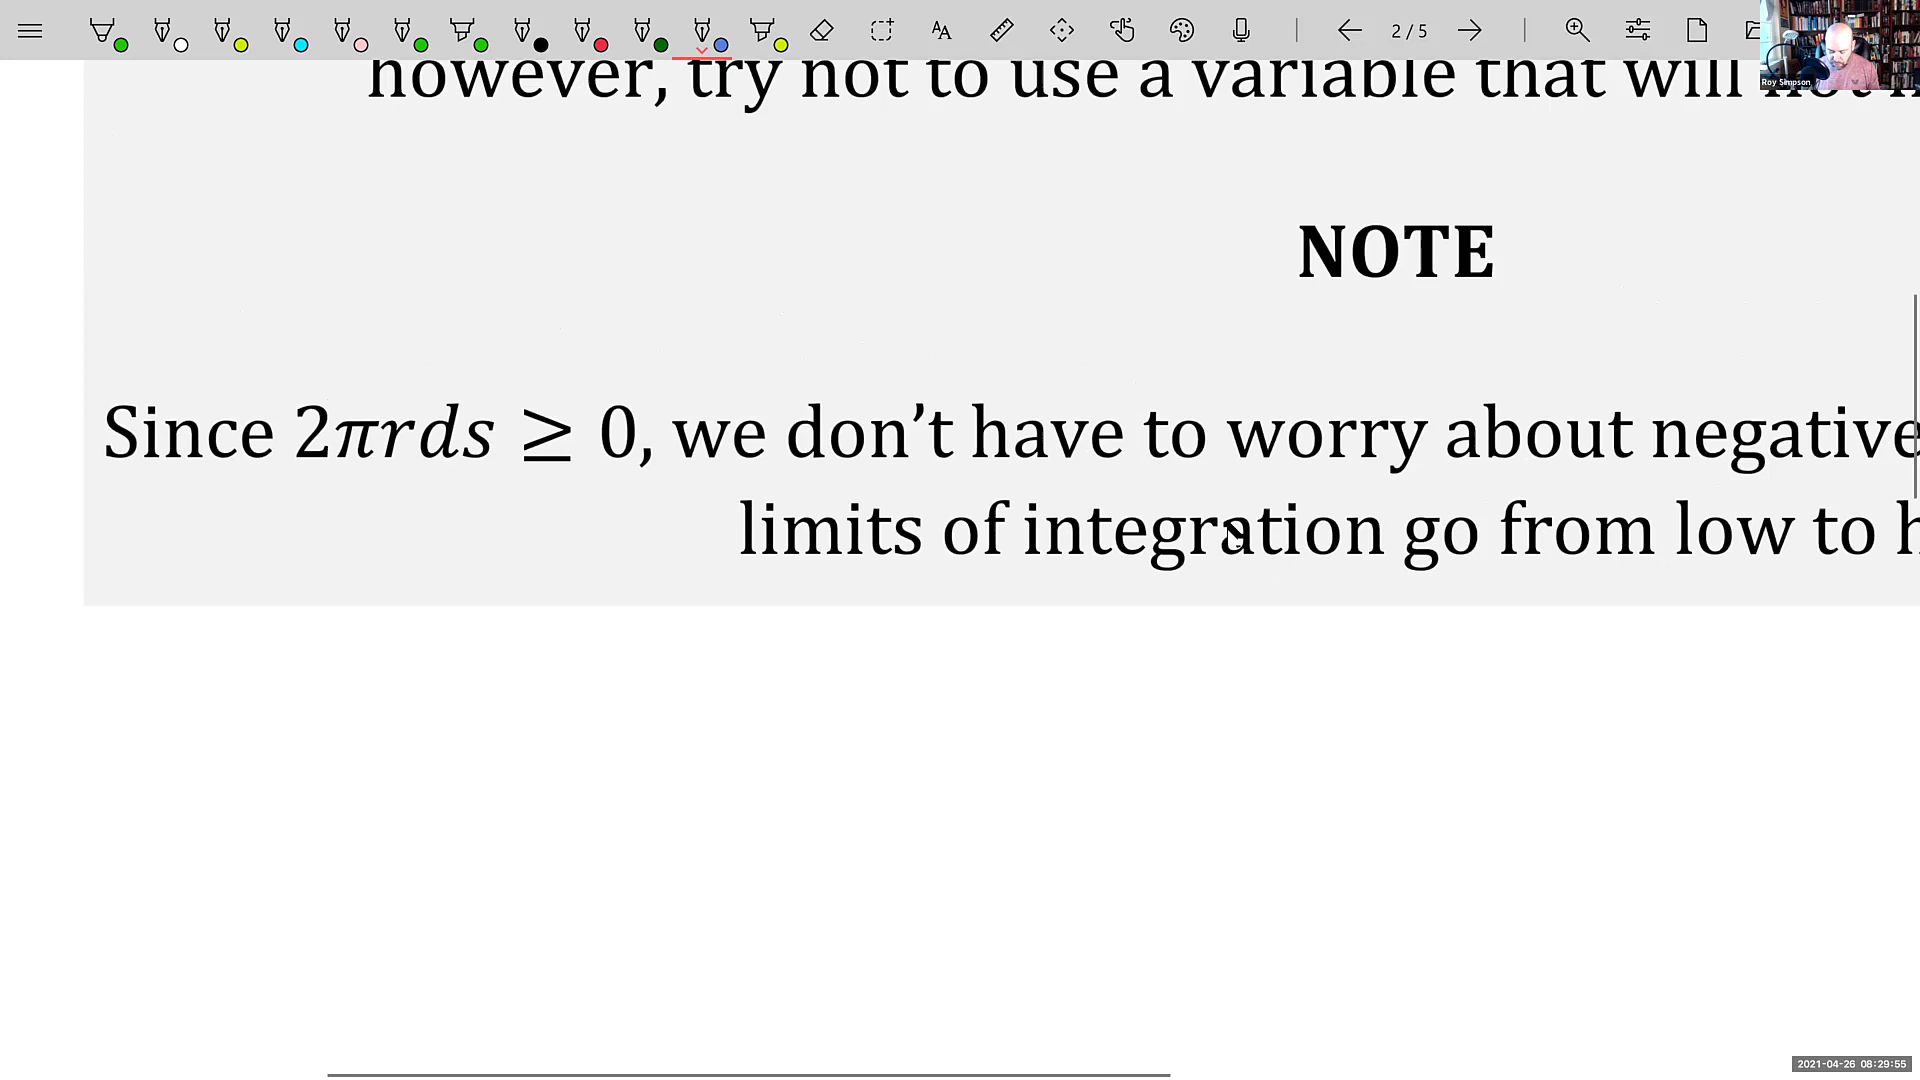 2 / 5
Roy Simpson
however, try not to use a variable that will not
NOTE
Since 2πrds ≥ 0, we don’t have to worry about negative
limits of integration go from low to h
2021-04-26 08:29:55